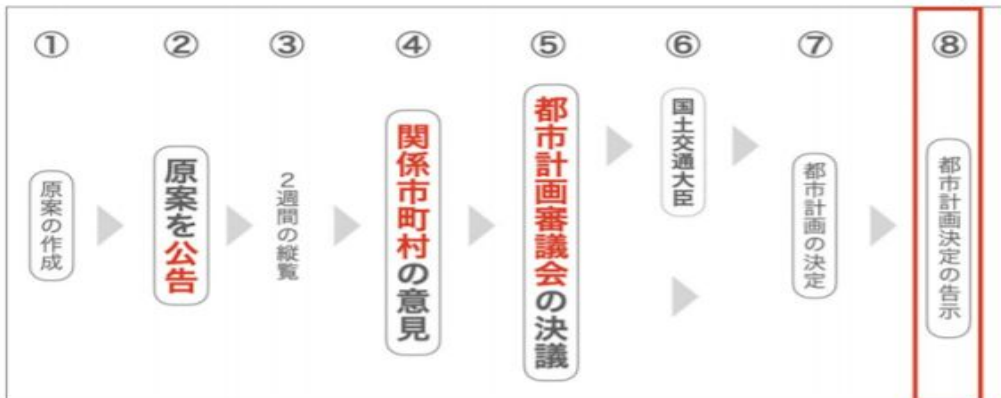 ①
原案の作成
②
原案を公告
③
2週間の縦覧
④
関係市町村の意見
⑤
都市計画審議会の決議
⑥
国土交通大臣
⑦
都市計画の決定
⑧
都市計画決定の告示